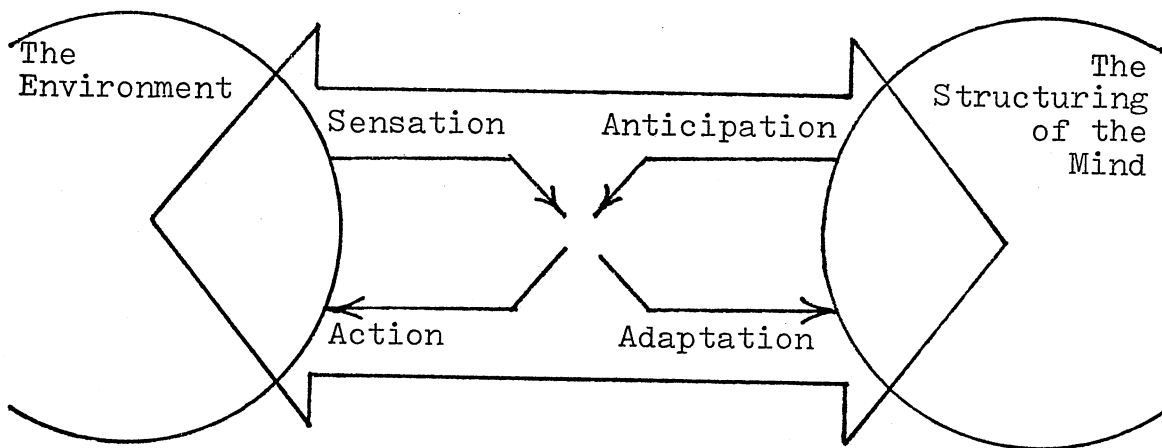 The
Environment
Sensation
Anticipation
The
Structuring
of the
Mind
Action
Adaptation